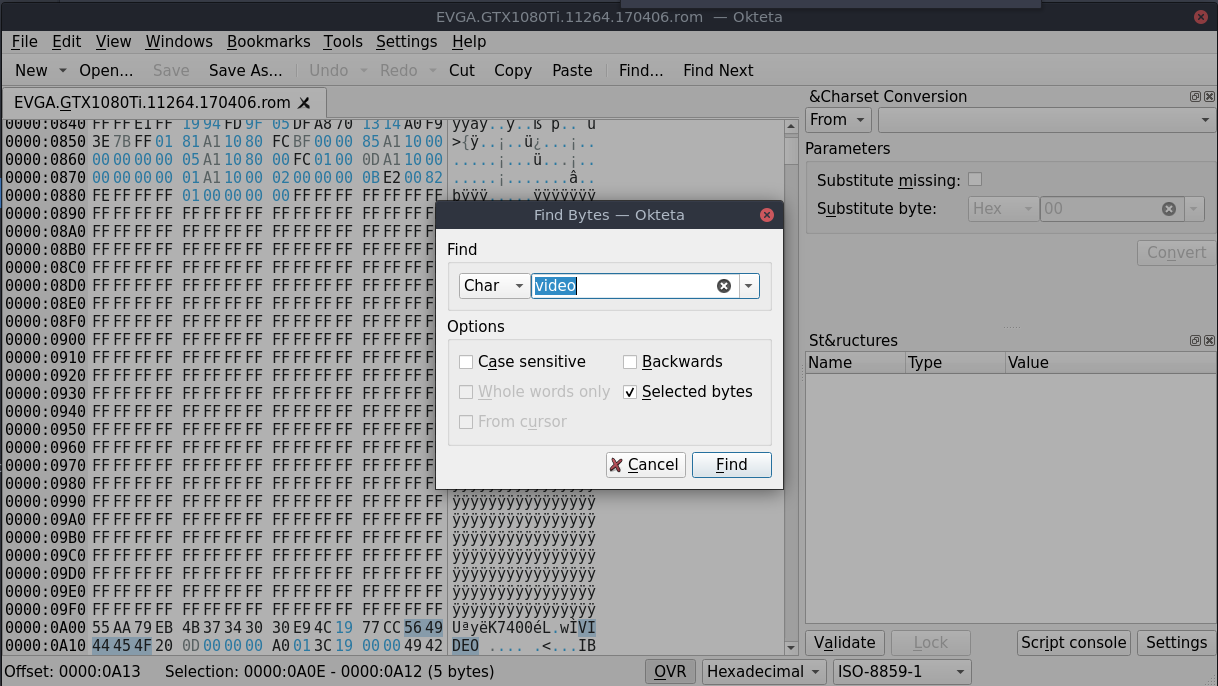 EVGA.GTX1080Ti.11264.170406.rom — Okteta
File Edit View Windows Bookmarks Tools Settings Help
New Open... Save Save As... Undo Redo Cut Copy Paste Find... Find Next
EVGA.GTX1080Ti.11264.170406.rom
0000:0840 FF FF E1 FF 19 94 FD 9F 05 DF A8 70 13 14 A0 F9
0000:0850 3E 7B FF 01 81 A1 10 80 FC BF 00 00 85 A1 10 00 >{ÿ..¡..ü¿...¡..
0000:0860 00 00 00 00 05 A1 10 80 00 FC 01 00 0D A1 10 00 .....¡...ü...¡..
0000:0870 00 00 00 00 01 A1 10 00 02 00 00 00 0B E2 00 82 .....¡.......â..
0000:0880 FE FF FF FF FF 01 00 00 00 00 FF FF FF FF FF FF FF
0000:0890 FF FF FF FF FF FF FF FF FF FF FF FF FF FF FF FF
0000:08A0 FF FF FF FF FF FF FF FF FF FF FF FF FF FF FF FF
0000:08B0 FF FF FF FF FF FF FF FF FF FF FF FF FF FF FF FF
0000:08C0 FF FF FF FF FF FF FF FF FF FF FF FF FF FF FF FF
0000:08D0 FF FF FF FF FF FF FF FF FF FF FF FF FF FF FF FF
0000:08E0 FF FF FF FF FF FF FF FF FF FF FF FF FF FF FF FF
0000:08F0 FF FF FF FF FF FF FF FF FF FF FF FF FF FF FF FF
0000:0900 FF FF FF FF FF FF FF FF FF FF FF FF FF FF FF FF
0000:0910 FF FF FF FF FF FF FF FF FF FF FF FF FF FF FF FF
0000:0920 FF FF FF FF FF FF FF FF FF FF FF FF FF FF FF FF
0000:0930 FF FF FF FF FF FF FF FF FF FF FF FF FF FF FF FF
0000:0940 FF FF FF FF FF FF FF FF FF FF FF FF FF FF FF FF
0000:0950 FF FF FF FF FF FF FF FF FF FF FF FF FF FF FF FF
0000:0960 FF FF FF FF FF FF FF FF FF FF FF FF FF FF FF FF
0000:0970 FF FF FF FF FF FF FF FF FF FF FF FF FF FF FF FF
0000:0980 FF FF FF FF FF FF FF FF FF FF FF FF FF FF FF FF
0000:0990 FF FF FF FF FF FF FF FF FF FF FF FF FF FF FF FF ÿÿÿÿÿÿÿÿÿÿÿÿÿÿÿÿ
0000:09A0 FF FF FF FF FF FF FF FF FF FF FF FF FF FF FF FF ÿÿÿÿÿÿÿÿÿÿÿÿÿÿÿÿ
0000:09B0 FF FF FF FF FF FF FF FF FF FF FF FF FF FF FF FF ÿÿÿÿÿÿÿÿÿÿÿÿÿÿÿÿ
0000:09C0 FF FF FF FF FF FF FF FF FF FF FF FF FF FF FF FF ÿÿÿÿÿÿÿÿÿÿÿÿÿÿÿÿ
0000:09D0 FF FF FF FF FF FF FF FF FF FF FF FF FF FF FF FF ÿÿÿÿÿÿÿÿÿÿÿÿÿÿÿÿ
0000:09E0 FF FF FF FF FF FF FF FF FF FF FF FF FF FF FF FF ÿÿÿÿÿÿÿÿÿÿÿÿÿÿÿÿ
0000:09F0 FF FF FF FF FF FF FF FF FF FF FF FF FF FF FF FF ÿÿÿÿÿÿÿÿÿÿÿÿÿÿÿÿ
0000:0A00 55 AA 79 EB 4B 37 34 30 30 E9 4C 19 77 CC 56 49 UªyëK7400éL.wÌVI
0000:0A10 44 45 4F 20 0D 00 00 00 A0 01 3C 19 00 00 49 42 DEO .... .<...IB
Find Bytes — Okteta
Find
Char video
Options
Case sensitive Backwards
Whole words only Selected bytes
From cursor
Cancel Find
&Charset Conversion
From
Parameters
Substitute missing:
Substitute byte: Hex 00
Convert
St&ructures
Name Type Value
Validate Lock Script console Settings
Offset: 0000:0A13 Selection: 0000:0A0E - 0000:0A12 (5 bytes) OVR Hexadecimal ISO-8859-1